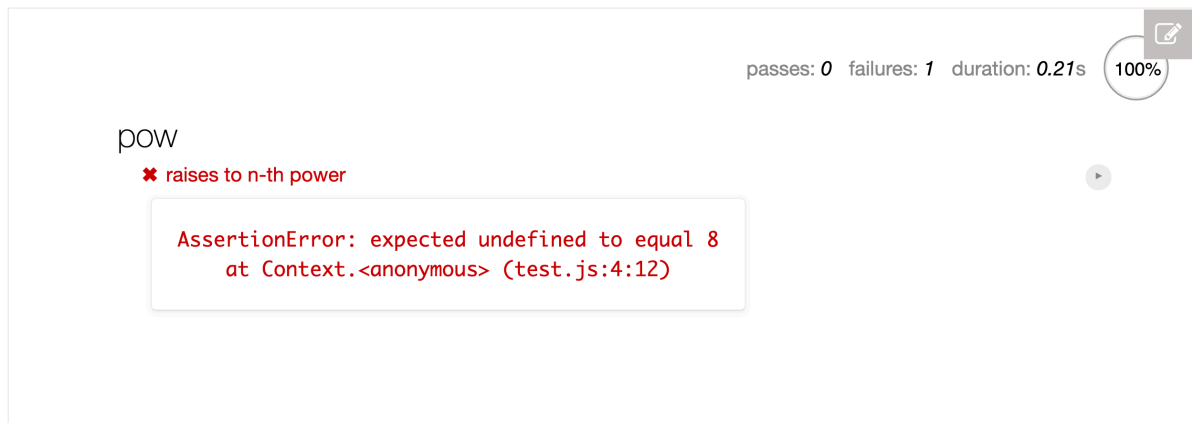 passes: 0 failures: 1 duration: 0.21s 100%
pow
✖ raises to n-th power
AssertionError: expected undefined to equal 8
at Context.<anonymous> (test.js:4:12)